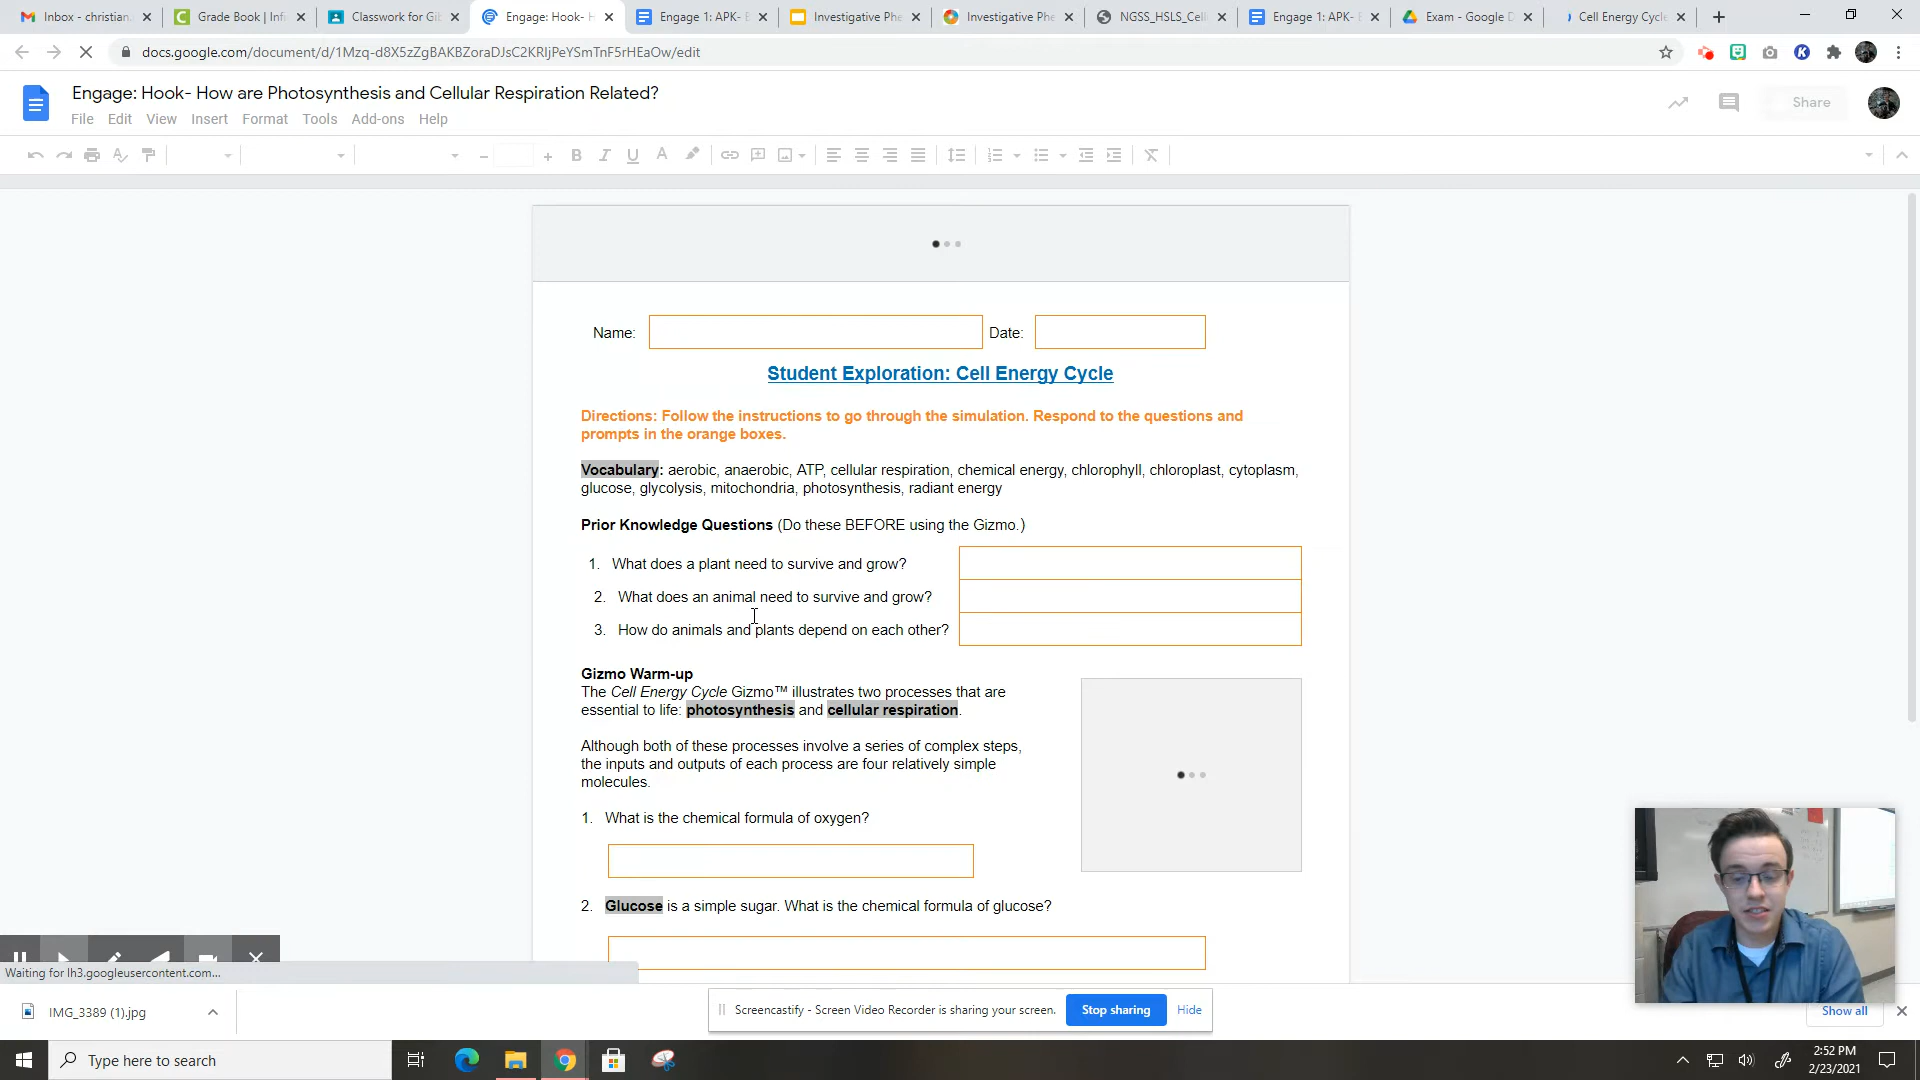 Inbox - christian.
Grade Book | Infi
Classwork for Gib
Engage: Hook- H
Engage 1: APK- E
Investigative Phe
Investigative Phe
NGSS_HSLS_Cell
Engage 1: APK- E
Exam - Google D
Cell Energy Cycle
docs.google.com/document/d/1Mzq-d8X5zZgBAKBZoraDJsC2KRIjPeYSmTnF5rHEaOw/edit
Engage: Hook- How are Photosynthesis and Cellular Respiration Related?
File Edit View Insert Format Tools Add-ons Help
Share
Name:
Date:
Student Exploration: Cell Energy Cycle
Directions: Follow the instructions to go through the simulation. Respond to the questions and
prompts in the orange boxes.
Vocabulary: aerobic, anaerobic, ATP, cellular respiration, chemical energy, chlorophyll, chloroplast, cytoplasm,
glucose, glycolysis, mitochondria, photosynthesis, radiant energy
Prior Knowledge Questions (Do these BEFORE using the Gizmo.)
1. What does a plant need to survive and grow?
2. What does an animal need to survive and grow?
3. How do animals and plants depend on each other?
Gizmo Warm-up
The Cell Energy Cycle Gizmo™ illustrates two processes that are
essential to life: photosynthesis and cellular respiration.
Although both of these processes involve a series of complex steps,
the inputs and outputs of each process are four relatively simple
molecules.
1. What is the chemical formula of oxygen?
2. Glucose is a simple sugar. What is the chemical formula of glucose?
Waiting for lh3.googleusercontent.com...
IMG_3389 (1).jpg
Screencastify - Screen Video Recorder is sharing your screen.
Stop sharing
Hide
Show all
Type here to search
2:52 PM
2/23/2021